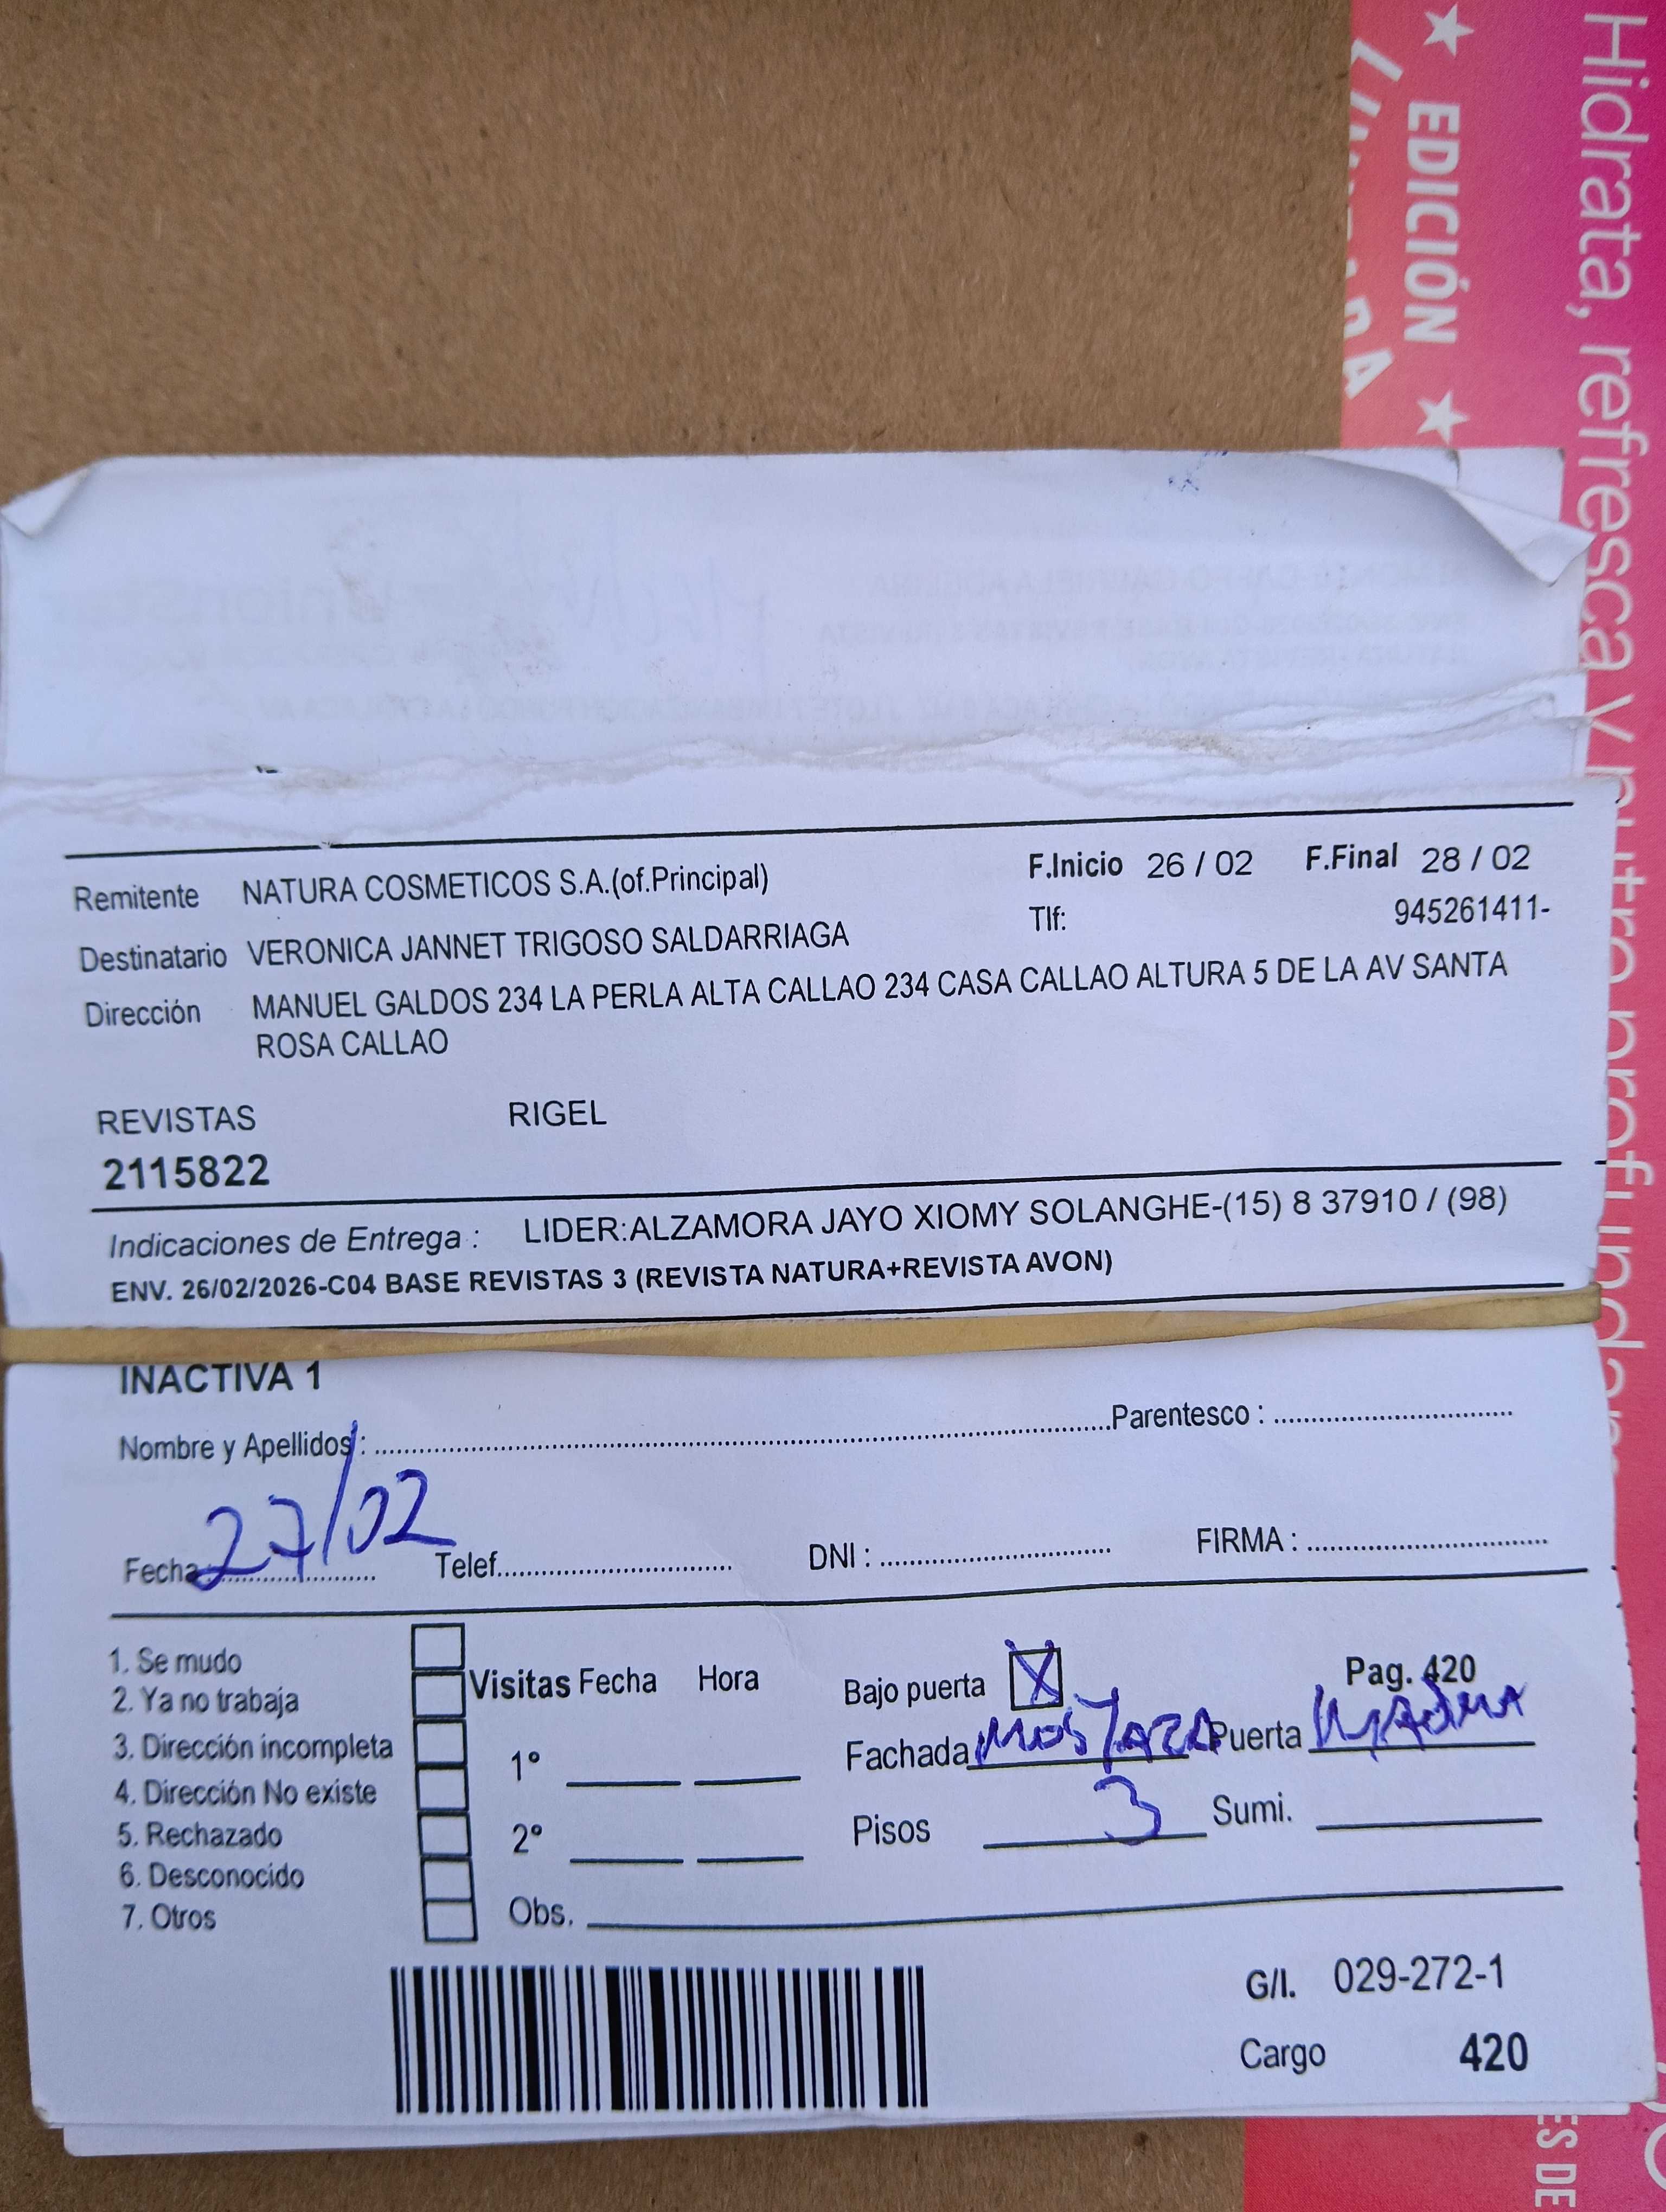 Hidrata, refresca y nutre profundam
★ EDICIÓN ★
Remitente NATURA COSMETICOS S.A.(of.Principal) F.Inicio 26 / 02 F.Final 28 / 02
Tlf: 945261411-
Destinatario VERONICA JANNET TRIGOSO SALDARRIAGA
Dirección MANUEL GALDOS 234 LA PERLA ALTA CALLAO 234 CASA CALLAO ALTURA 5 DE LA AV SANTA
ROSA CALLAO
REVISTAS RIGEL
2115822
Indicaciones de Entrega : LIDER:ALZAMORA JAYO XIOMY SOLANGHE-(15) 8 37910 / (98)
ENV. 26/02/2026-C04 BASE REVISTAS 3 (REVISTA NATURA+REVISTA AVON)
INACTIVA 1
Nombre y Apellidos : Parentesco :
Fecha: 27/02 Telef. DNI : FIRMA :
1. Se mudo
2. Ya no trabaja
3. Dirección incompleta
4. Dirección No existe
5. Rechazado
6. Desconocido
7. Otros
Visitas Fecha Hora
1°
2°
Obs.
Bajo puerta X Pag. 420
Fachada MOSTAZA Puerta
Pisos 3 Sumi.
G/I. 029-272-1
Cargo 420
ES DE